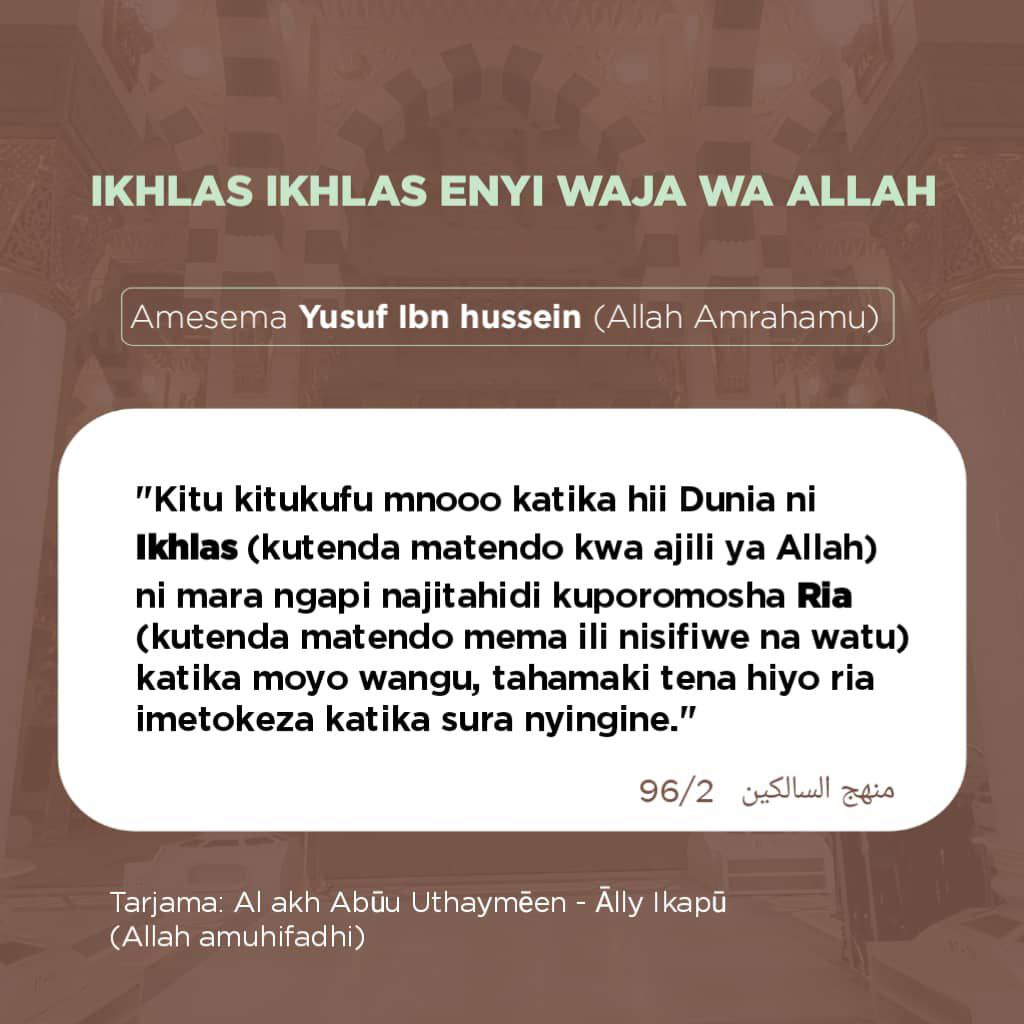 IKHLAS IKHLAS ENYI WAJA WA ALLAH
Amesema Yusuf Ibn hussein (Allah Amrahamu)
"Kitu kitukufu mnooo katika hii Dunia ni
Ikhlas (kutenda matendo kwa ajili ya Allah)
ni mara ngapi najitahidi kuporomosha Ria
(kutenda matendo mema ili nisifiwe na watu)
katika moyo wangu, tahamaki tena hiyo ria
imetokeza katika sura nyingine."
منهج السالكين 96/2
Tarjama: Al akh Abūu Uthaymēen - Ālly Ikapū
(Allah amuhifadhi)